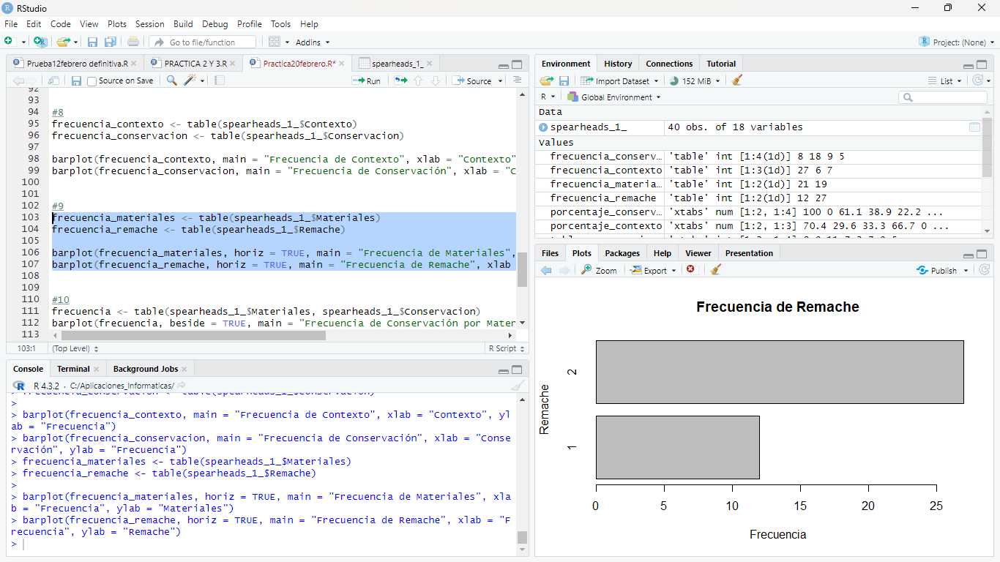 RStudio
File Edit Code View Plots Session Build Debug Profile Tools Help
Go to file/function Addins Project: (None)
Prueba12febrero definitiva.R PRACTICA 2 Y 3.R Practica20febrero.R* spearheads_1_
Source on Save Run Source
92
93
94 #8
95 frecuencia_contexto <- table(spearheads_1_$Contexto)
96 frecuencia_conservacion <- table(spearheads_1_$Conservacion)
97
98 barplot(frecuencia_contexto, main = "Frecuencia de Contexto", xlab = "Contexto"
99 barplot(frecuencia_conservacion, main = "Frecuencia de Conservación", xlab = "C
100
101
102 #9
103 frecuencia_materiales <- table(spearheads_1_$Materiales)
104 frecuencia_remache <- table(spearheads_1_$Remache)
105
106 barplot(frecuencia_materiales, horiz = TRUE, main = "Frecuencia de Materiales",
107 barplot(frecuencia_remache, horiz = TRUE, main = "Frecuencia de Remache", xlab
108
109
110 #10
111 frecuencia <- table(spearheads_1_$Materiales, spearheads_1_$Conservacion)
112 barplot(frecuencia, beside = TRUE, main = "Frecuencia de Conservación por Mater
113
103:1 (Top Level) R Script
Console Terminal Background Jobs
R 4.3.2 · C:/Aplicaciones_Informaticas/
>
> barplot(frecuencia_contexto, main = "Frecuencia de Contexto", xlab = "Contexto", yl
ab = "Frecuencia")
> barplot(frecuencia_conservacion, main = "Frecuencia de Conservación", xlab = "Conse
rvación", ylab = "Frecuencia")
> frecuencia_materiales <- table(spearheads_1_$Materiales)
> frecuencia_remache <- table(spearheads_1_$Remache)
>
> barplot(frecuencia_materiales, horiz = TRUE, main = "Frecuencia de Materiales", xla
b = "Frecuencia", ylab = "Materiales")
> barplot(frecuencia_remache, horiz = TRUE, main = "Frecuencia de Remache", xlab = "F
recuencia", ylab = "Remache")
>
Environment History Connections Tutorial
Import Dataset 152 MiB List
R Global Environment
Data
spearheads_1_ 40 obs. of 18 variables
values
frecuencia_conserv… 'table' int [1:4(1d)] 8 18 9 5
frecuencia_contexto 'table' int [1:3(1d)] 27 6 7
frecuencia_materia… 'table' int [1:2(1d)] 21 19
frecuencia_remache 'table' int [1:2(1d)] 12 27
porcentaje_conserv… 'xtabs' num [1:2, 1:4] 100 0 61.1 38.9 22.2 ...
porcentaje_contexto 'xtabs' num [1:2, 1:3] 70.4 29.6 33.3 66.7 0 ...
Files Plots Packages Help Viewer Presentation
Zoom Export Publish
Frecuencia de Remache
Remache
2
1
0 5 10 15 20 25
Frecuencia